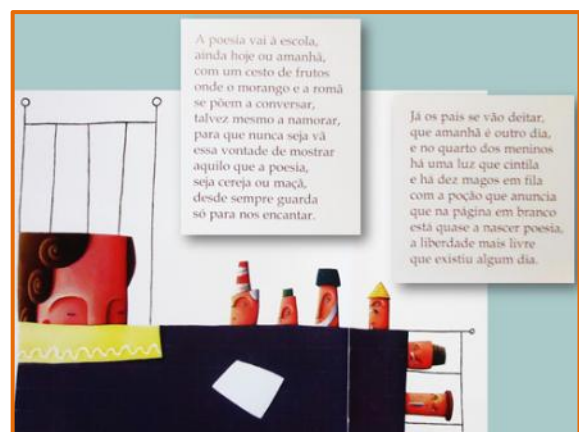 A poesia vai à escola,
ainda hoje ou amanhã,
com um cesto de frutos
onde o morango e a romã
se põem a conversar,
talvez mesmo a namorar,
para que nunca seja vã
essa vontade de mostrar
aquilo que a poesia,
seja cereja ou maçã,
desde sempre guarda
só para nos encantar.
Já os pais se vão deitar,
que amanhã é outro dia,
e no quarto dos meninos
há uma luz que cintila
e há dez magos em fila
com a poção que anuncia
que na página em branco
está quase a nascer poesia,
a liberdade mais livre
que existiu algum dia.